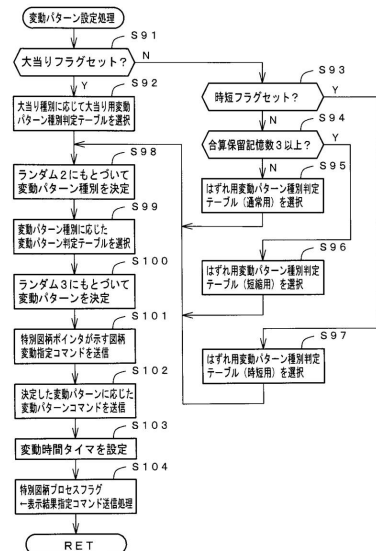 変動パターン設定処理
S91
大当りフラグセット?
N
Y
S92
大当り種別に応じて大当り用変動
パターン種別判定テーブルを選択
S93
時短フラグセット?
Y
N
S94
合算保留記憶数3以上?
Y
N
S95
はずれ用変動パターン種別判定
テーブル(通常用)を選択
S96
はずれ用変動パターン種別判定
テーブル(短縮用)を選択
S97
はずれ用変動パターン種別判定
テーブル(時短用)を選択
S98
ランダム2にもとづいて
変動パターン種別を決定
S99
変動パターン種別に応じた
変動パターン判定テーブルを選択
S100
ランダム3にもとづいて
変動パターンを決定
S101
特別図柄ポインタが示す図柄
変動指定コマンドを送信
S102
決定した変動パターンに応じた
変動パターンコマンドを送信
S103
変動時間タイマを設定
S104
特別図柄プロセスフラグ
←表示結果指定コマンド送信処理
RET